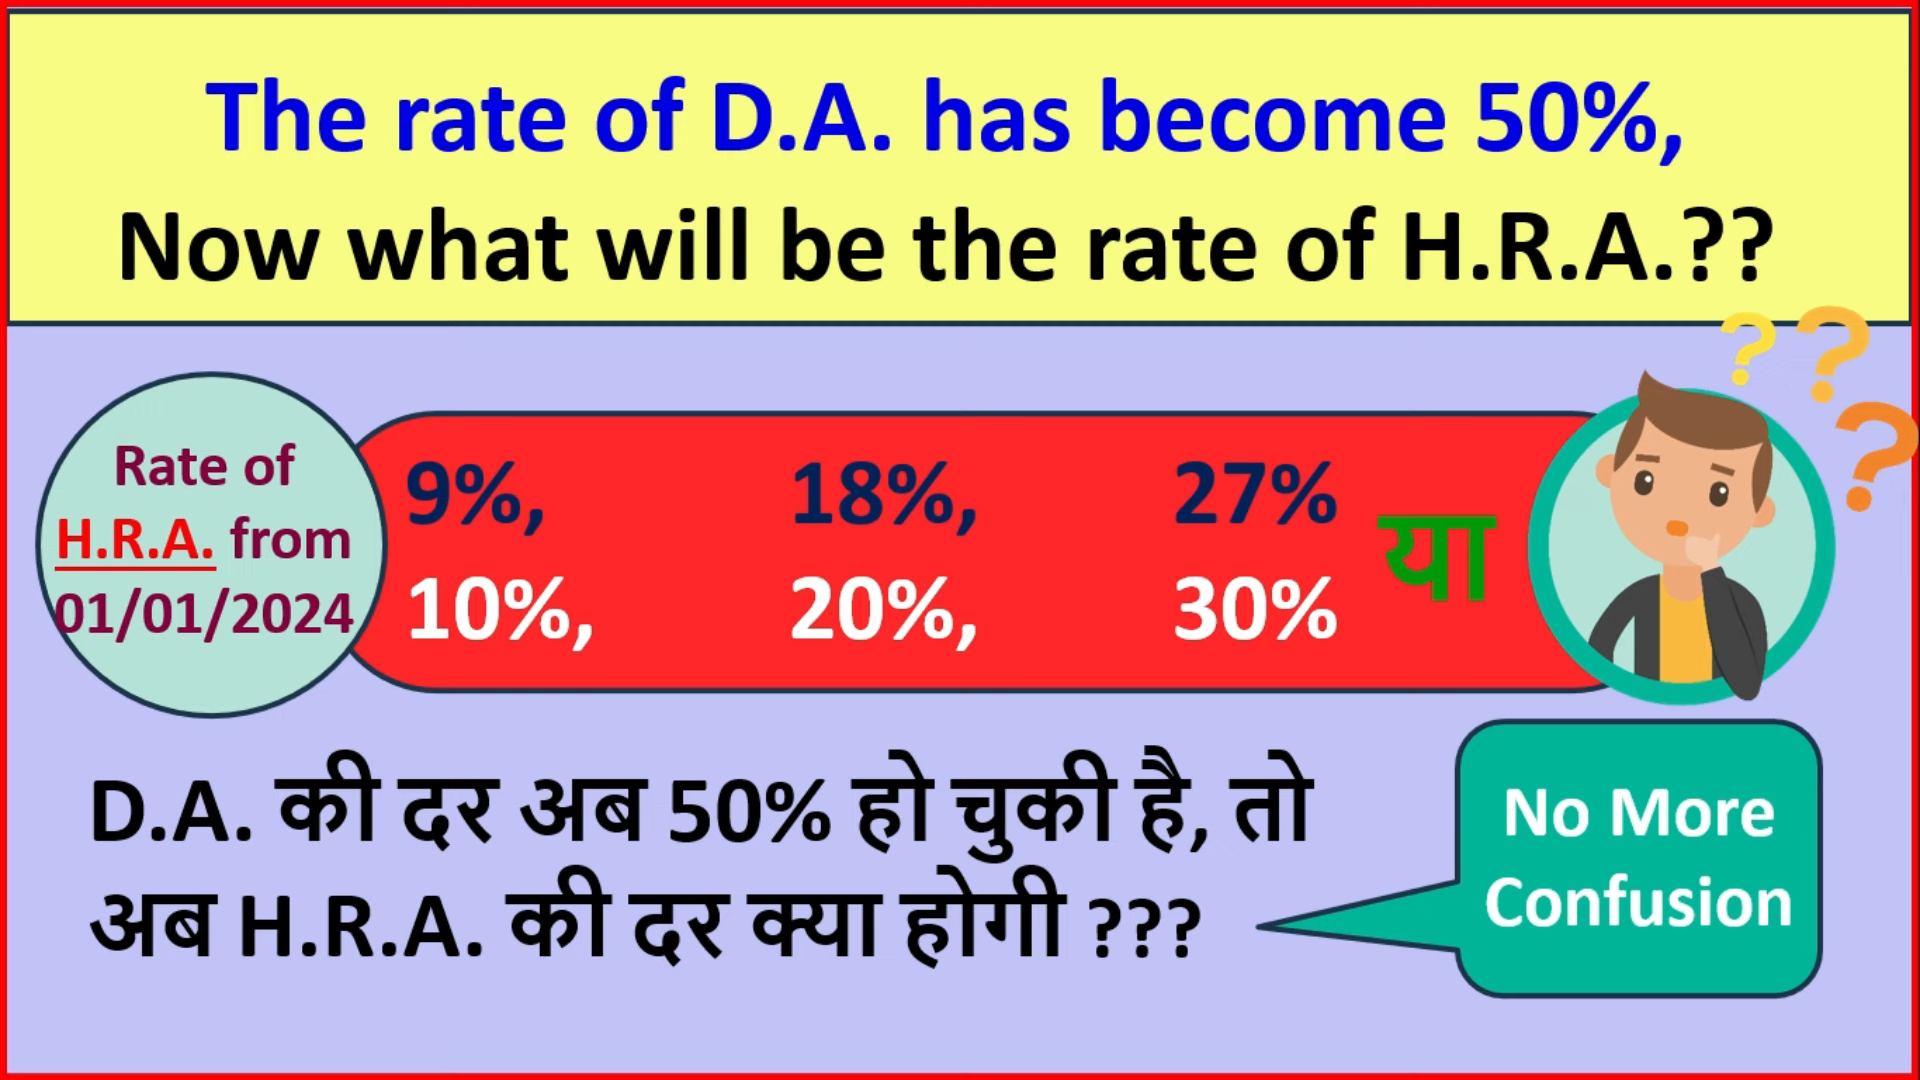 The rate of D.A. has become 50%,
Now what will be the rate of H.R.A.??
? ? ?
Rate of
H.R.A. from
01/01/2024
9%, 18%, 27%
या
10%, 20%, 30%
D.A. की दर अब 50% हो चुकी है, तो
अब H.R.A. की दर क्या होगी ???
No More
Confusion